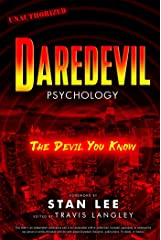 UNAUTHORIZED
DAREDEVIL
PSYCHOLOGY
THE DEVIL YOU KNOW
FOREWORD BY
STAN LEE
EDITED BY TRAVIS LANGLEY